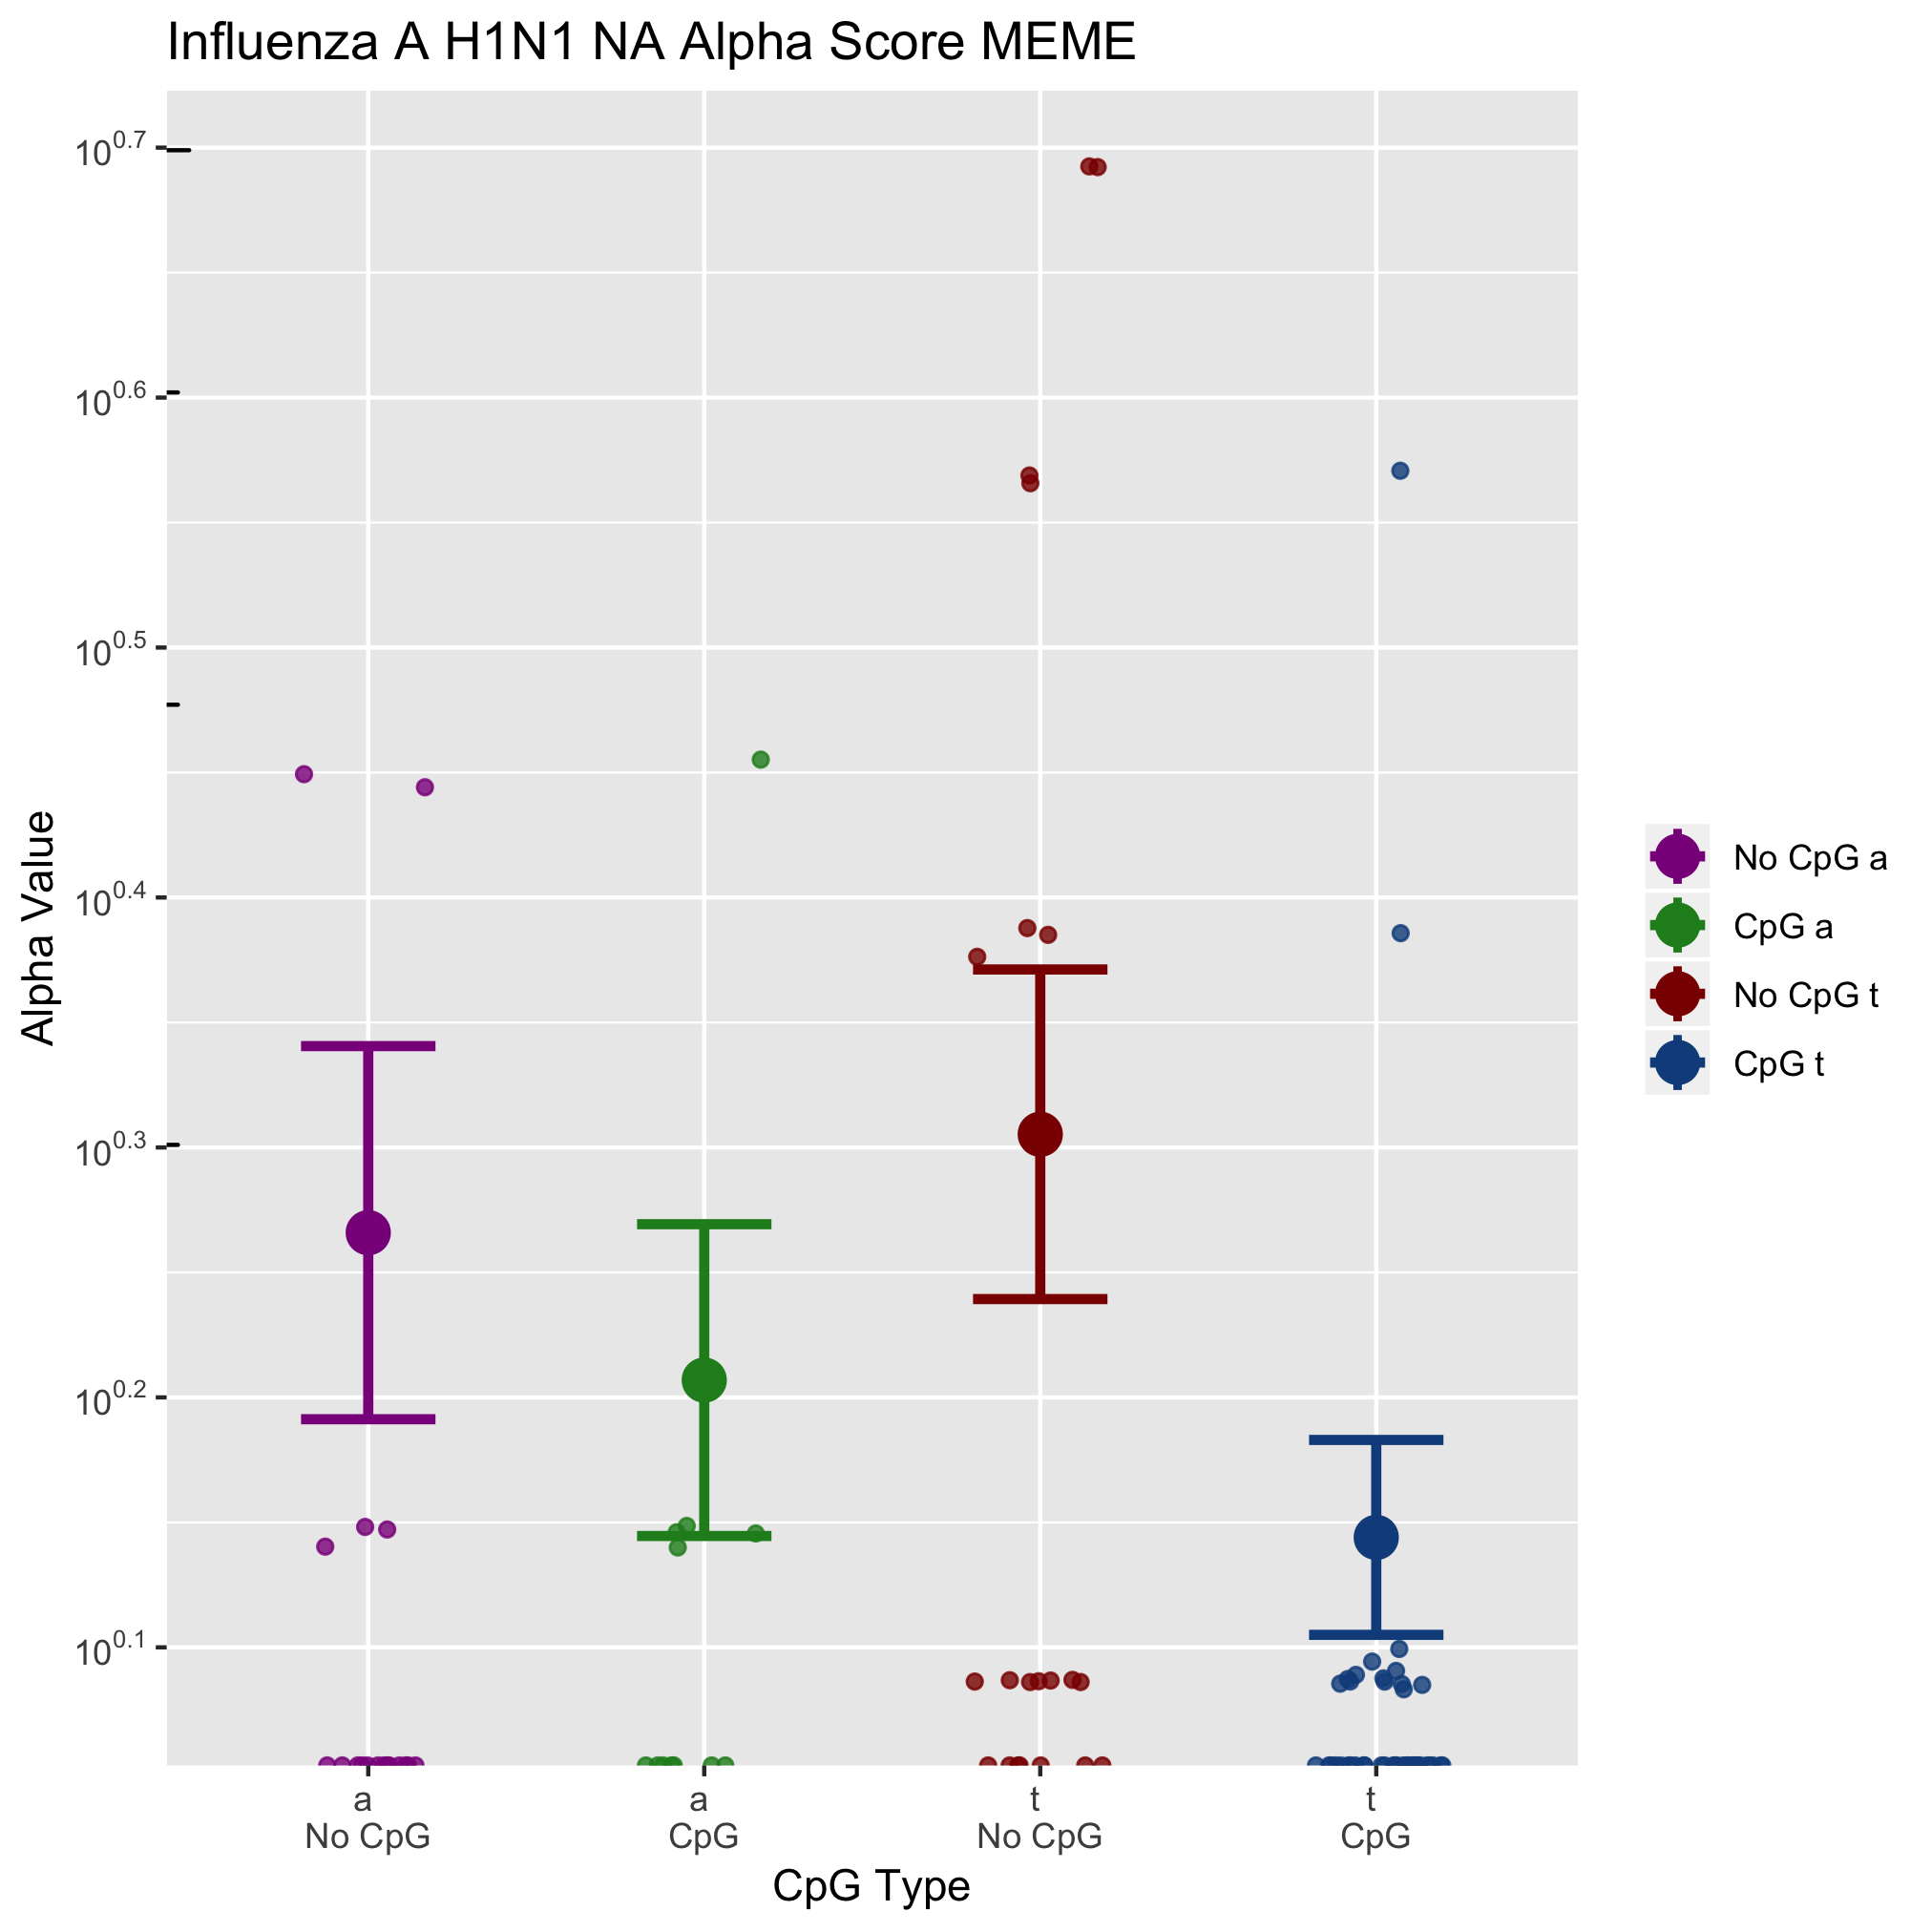 Influenza A H1N1 NA Alpha Score MEME
Alpha Value
10^0.7
10^0.6
10^0.5
10^0.4
10^0.3
10^0.2
10^0.1
a
No CpG
a
CpG
t
No CpG
t
CpG
CpG Type
No CpG a
CpG a
No CpG t
CpG t